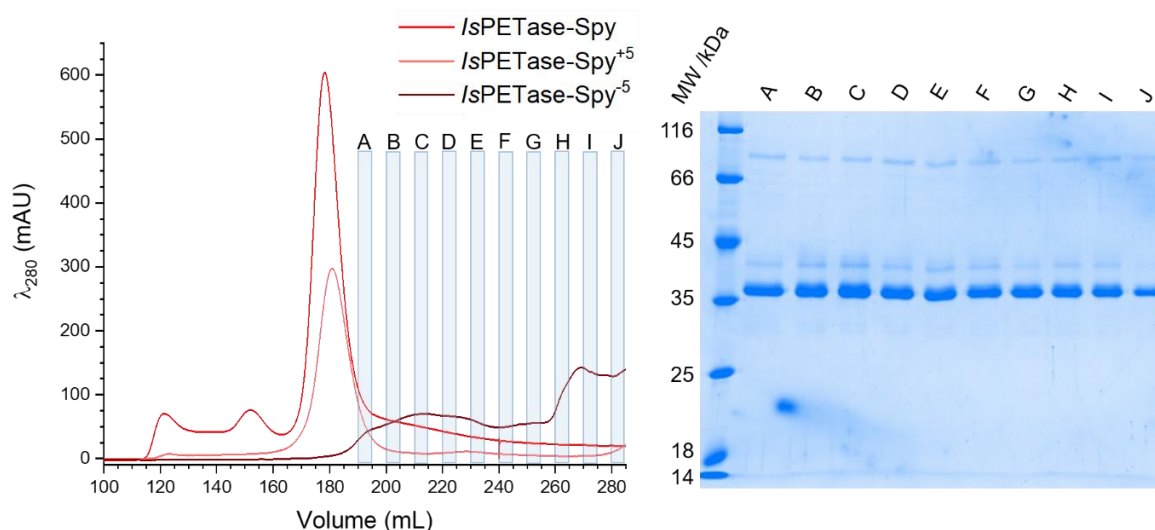 IsPETase-Spy
IsPETase-Spy+5
IsPETase-Spy-5
A B C D E F G H I J
600
500
400
300
200
100
0
λ280 (mAU)
100 120 140 160 180 200 220 240 260 280
Volume (mL)
MW /kDa
A B C D E F G H I J
116
66
45
35
25
18
14